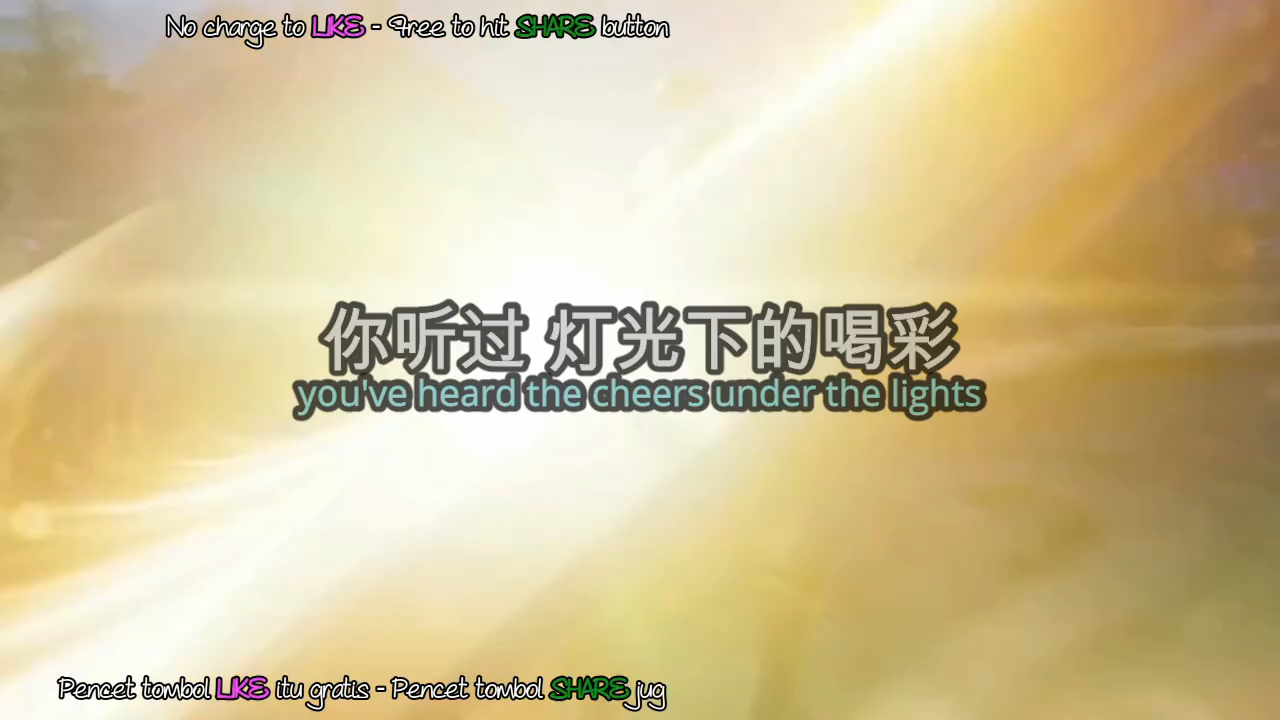 No charge to LIKE - Free to hit SHARE button
你听过 灯光下的喝彩
you've heard the cheers under the lights
Pencet tombol LIKE itu gratis - Pencet tombol SHARE jug